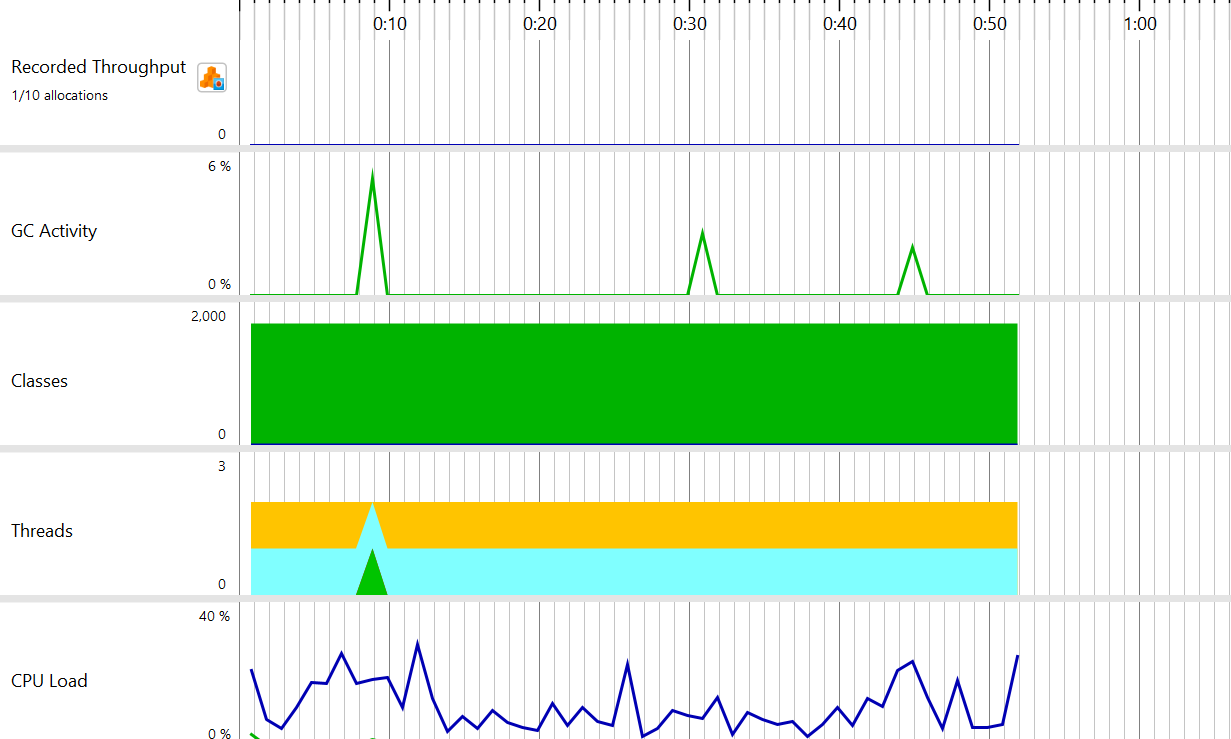 0:10 0:20 0:30 0:40 0:50 1:00
Recorded Throughput
1/10 allocations
0
6 %
GC Activity
0 %
2,000
Classes
0
3
Threads
0
40 %
CPU Load
0 %